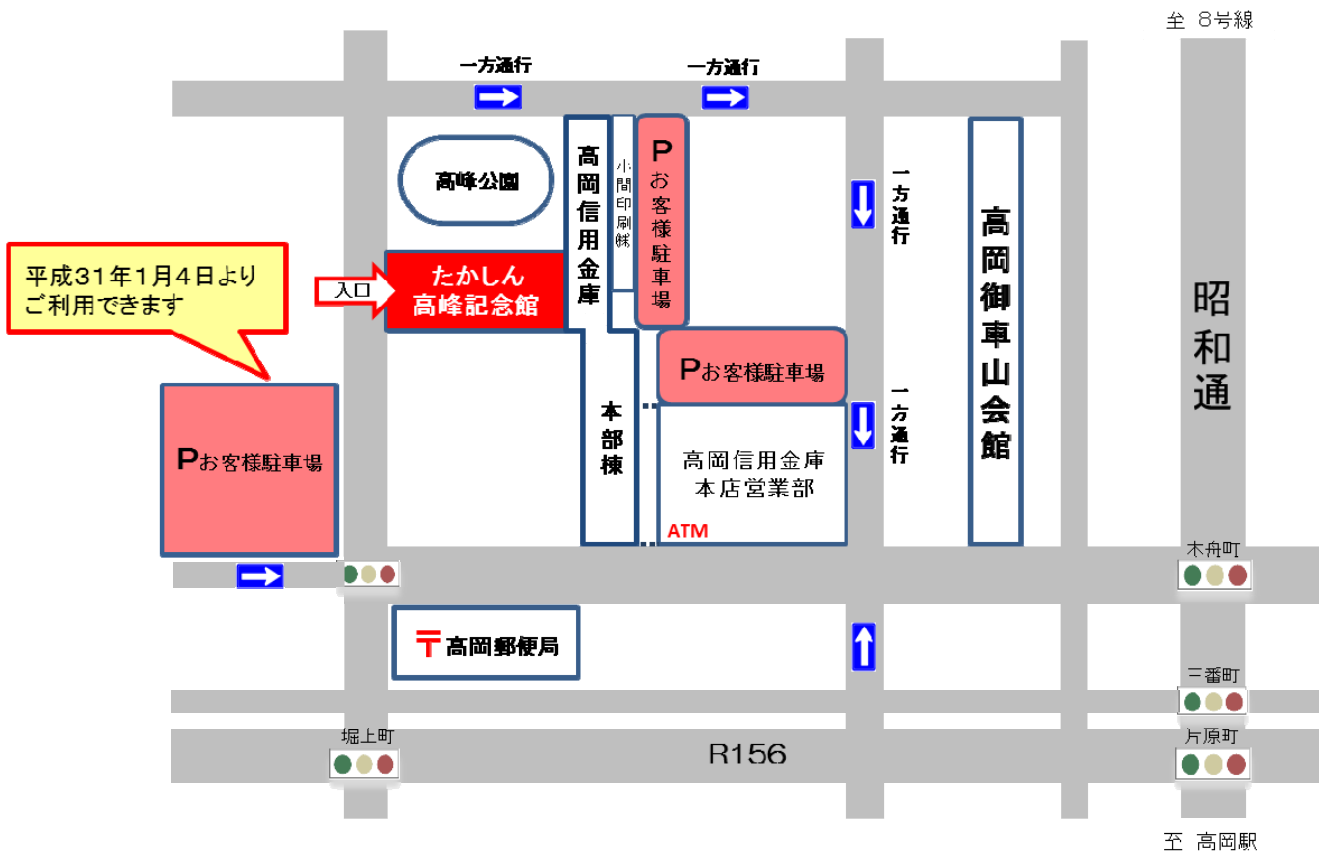 至 8号線
一方通行
一方通行
高峰公園
高岡信用金庫
小間印刷㈱
Pお客様駐車場
一方通行
高岡御車山会館
昭和通
平成31年1月4日より
ご利用できます
入口
たかしん
高峰記念館
Pお客様駐車場
一方通行
本部棟
Pお客様駐車場
高岡信用金庫
本店営業部
ATM
木舟町
〒高岡郵便局
三番町
堀上町
R156
片原町
至 高岡駅